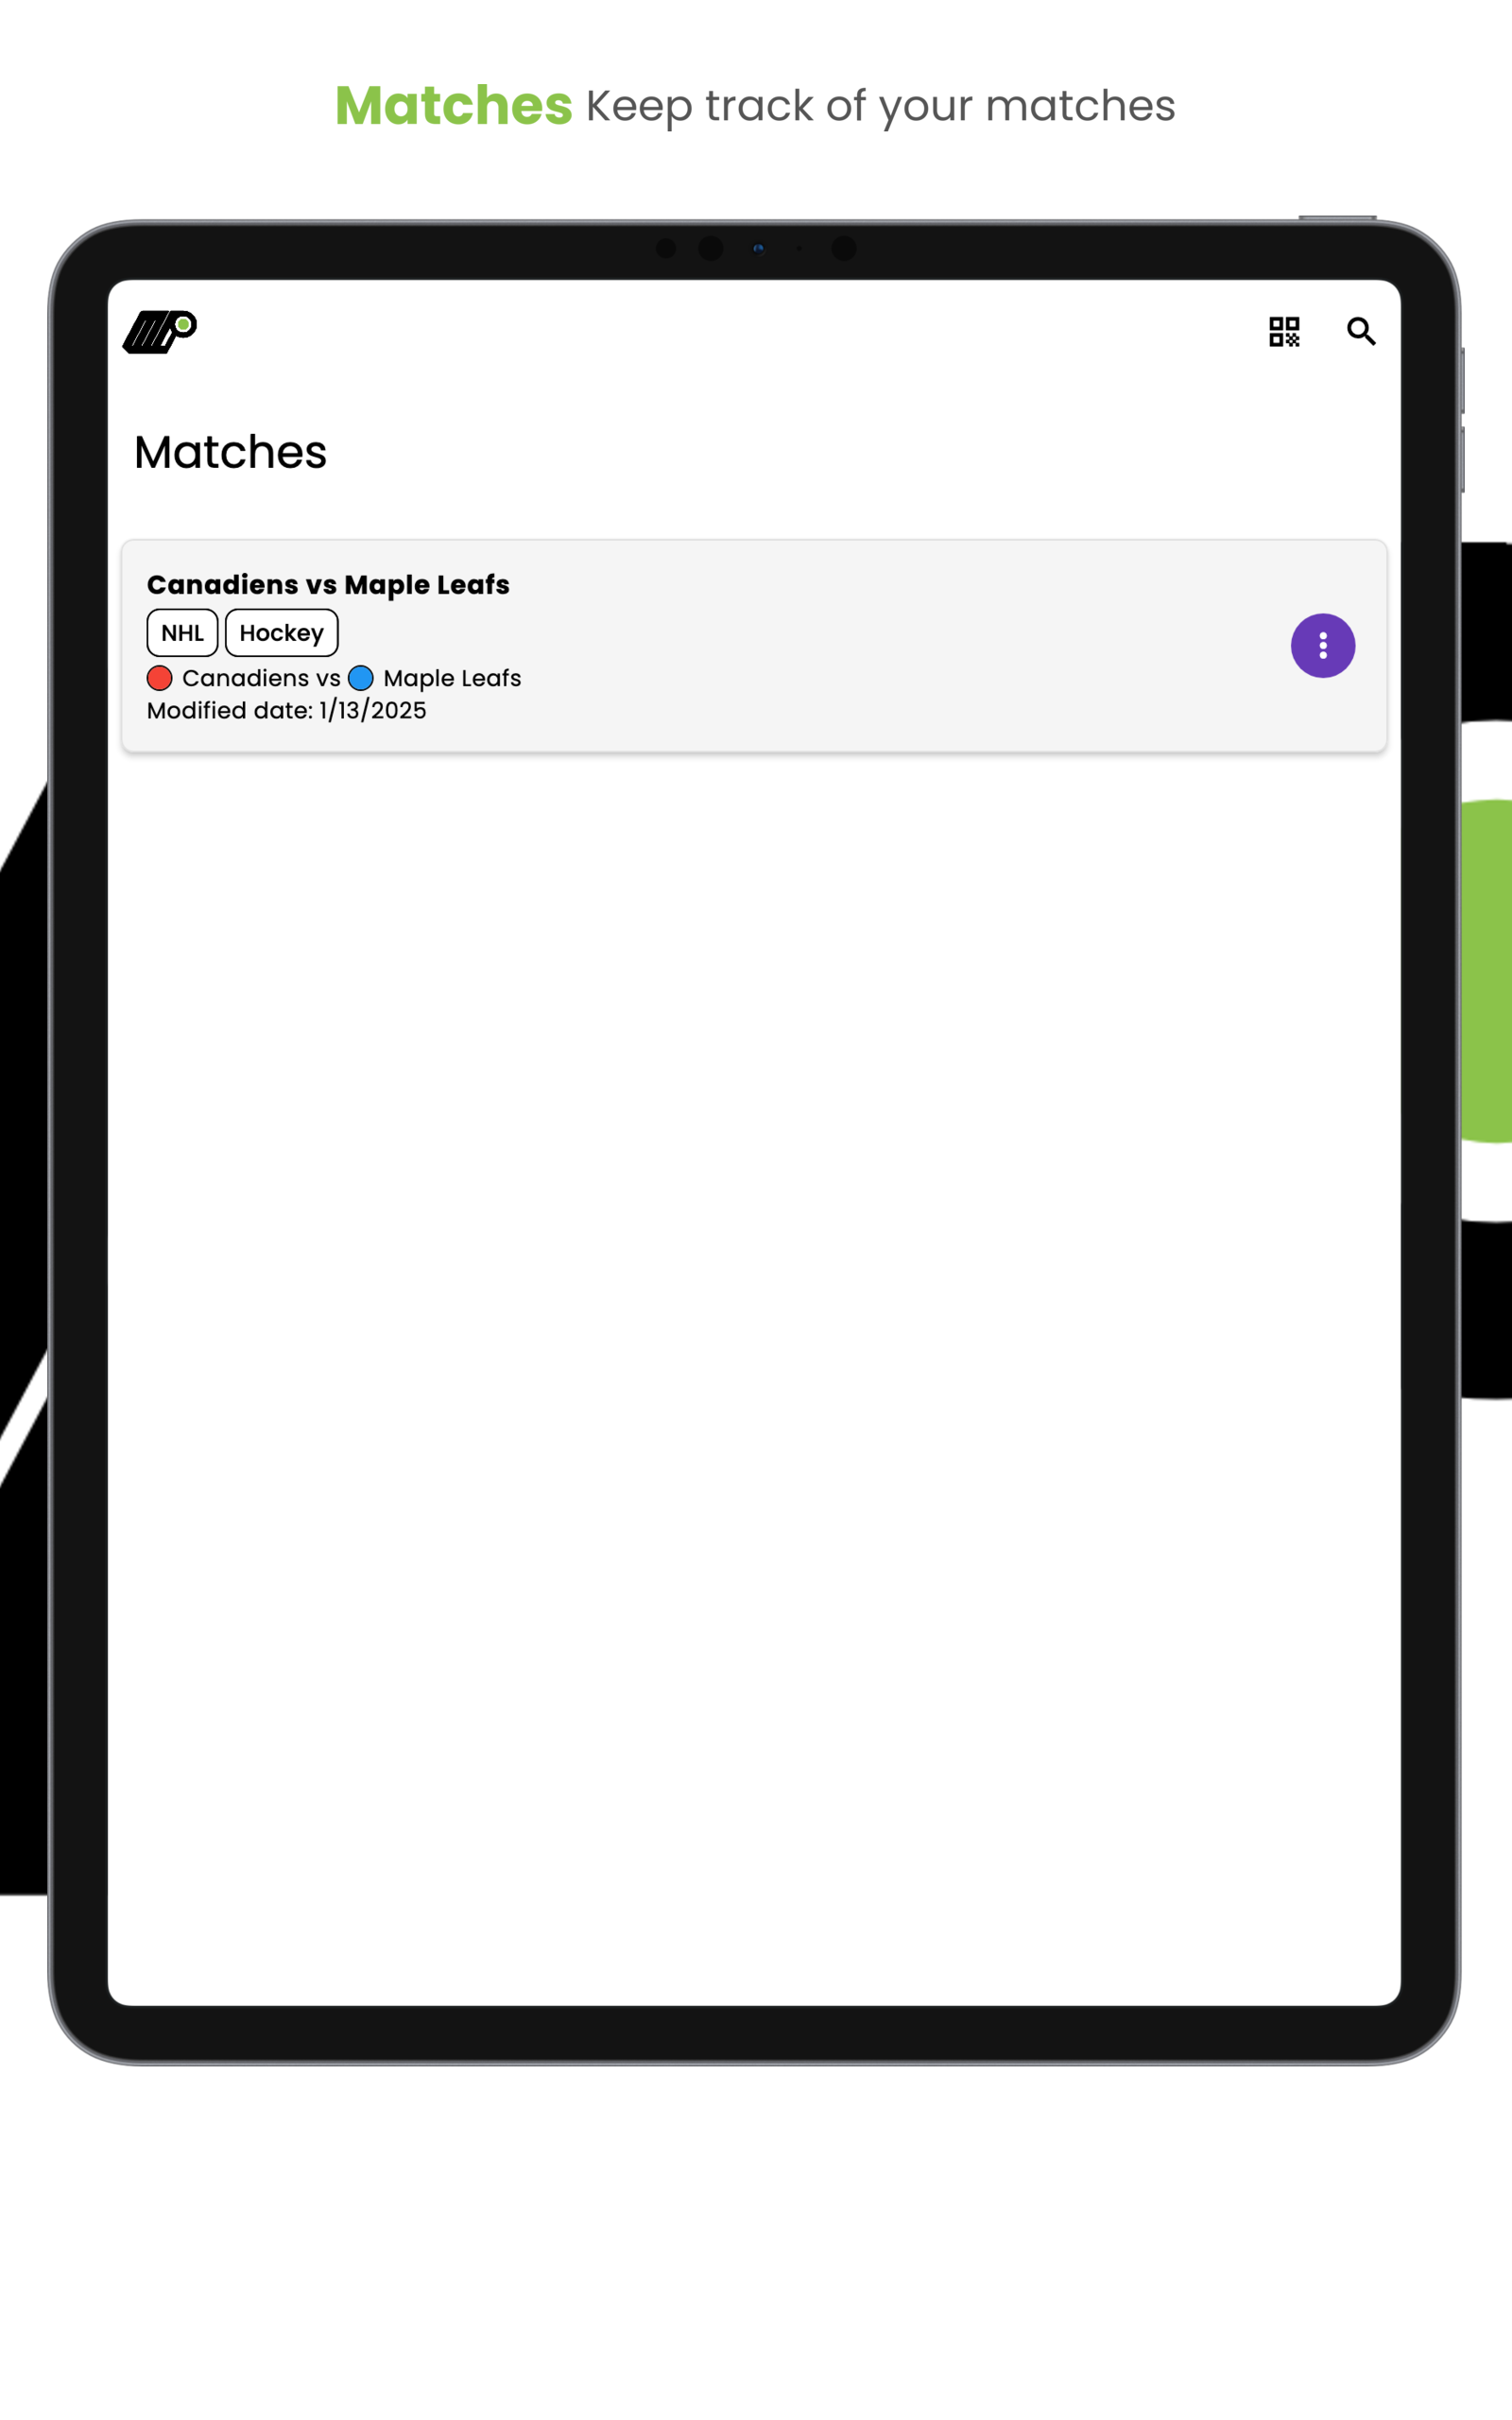 Matches Keep track of your matches
Matches
Canadiens vs Maple Leafs
NHL Hockey
Canadiens vs Maple Leafs
Modified date: 1/13/2025